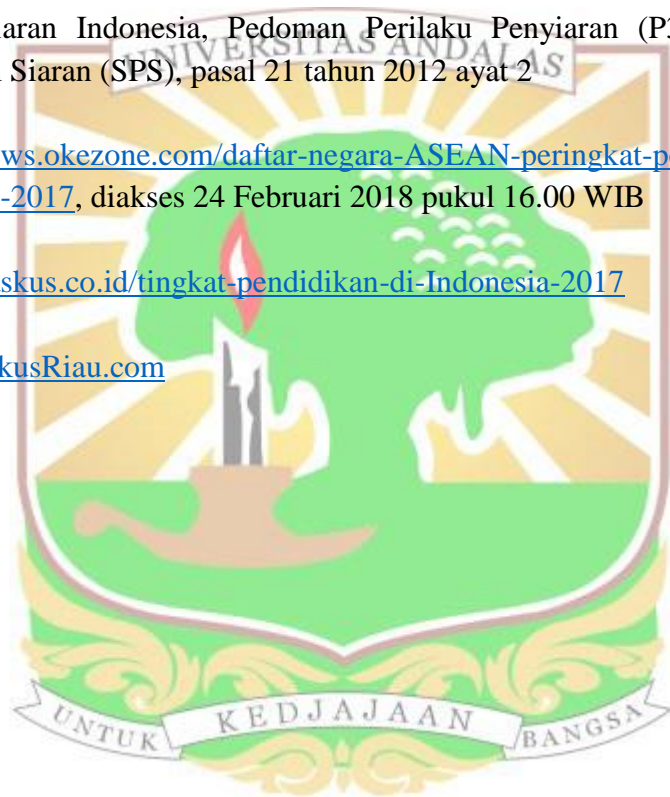 iaran Indonesia, Pedoman Perilaku Penyiaran (P3
UNIVERSITAS ANDALAS
Siaran (SPS), pasal 21 tahun 2012 ayat 2
ws.okezone.com/daftar-negara-ASEAN-peringkat-p
-2017, diakses 24 Februari 2018 pukul 16.00 WIB
skus.co.id/tingkat-pendidikan-di-Indonesia-2017
kusRiau.com
UNTUK KEDJAJAAN BANGSA